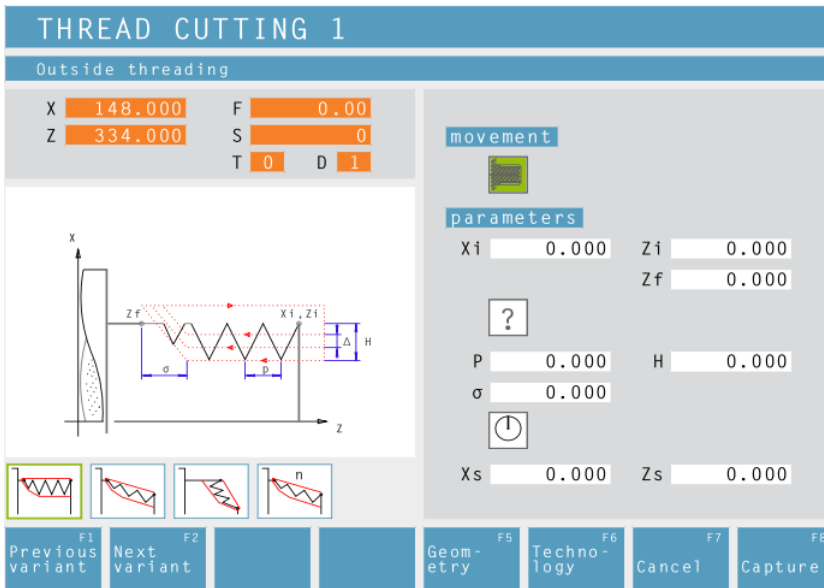 THREAD CUTTING 1
Outside threading
X 148.000 F 0.00
Z 334.000 S 0
T 0 D 1
movement
parameters
Xi 0.000 Zi 0.000
Zf 0.000
?
P 0.000 H 0.000
σ 0.000
Xs 0.000 Zs 0.000
X
Zf Xi,Zi
Δ H
σ p
Z
n
F1 Previous variant
F2 Next variant
F5 Geom-etry
F6 Techno-logy
F7 Cancel
F8 Capture